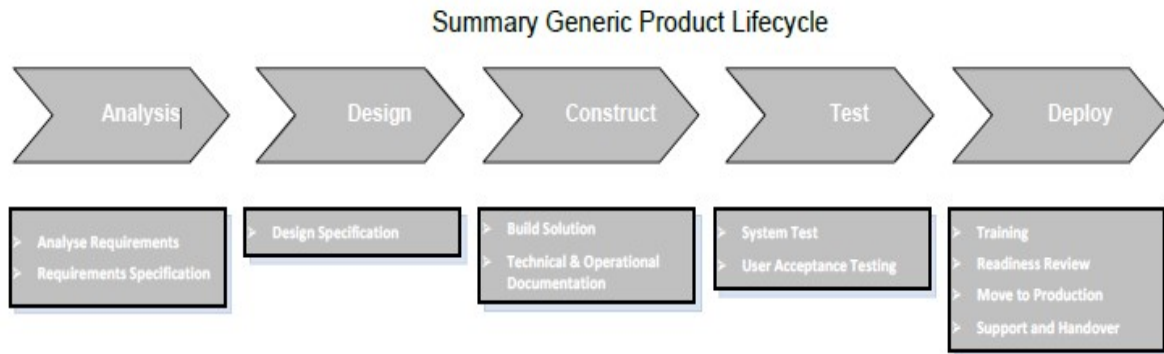 Summary Generic Product Lifecycle
Analysis
Design
Construct
Test
Deploy
Analyse Requirements
Requirements Specification
Design Specification
Build Solution
Technical & Operational
Documentation
System Test
User Acceptance Testing
Training
Readiness Review
Move to Production
Support and Handover